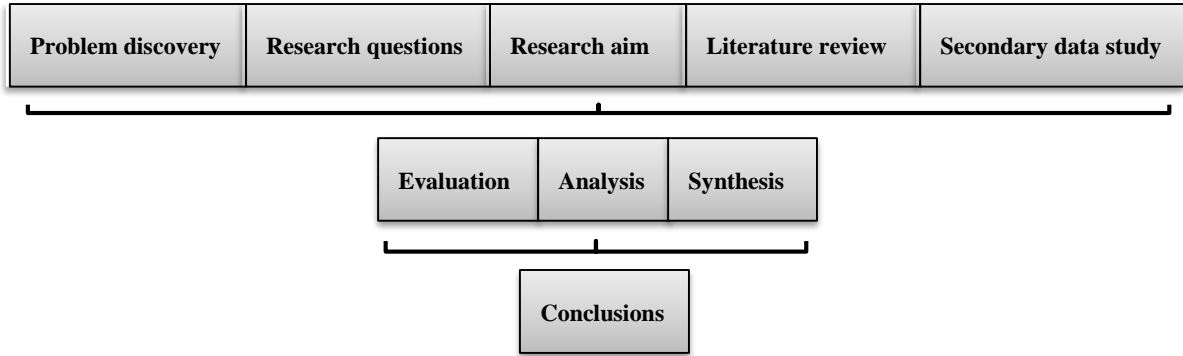 Problem discovery
Research questions
Research aim
Literature review
Secondary data study
Evaluation
Analysis
Synthesis
Conclusions